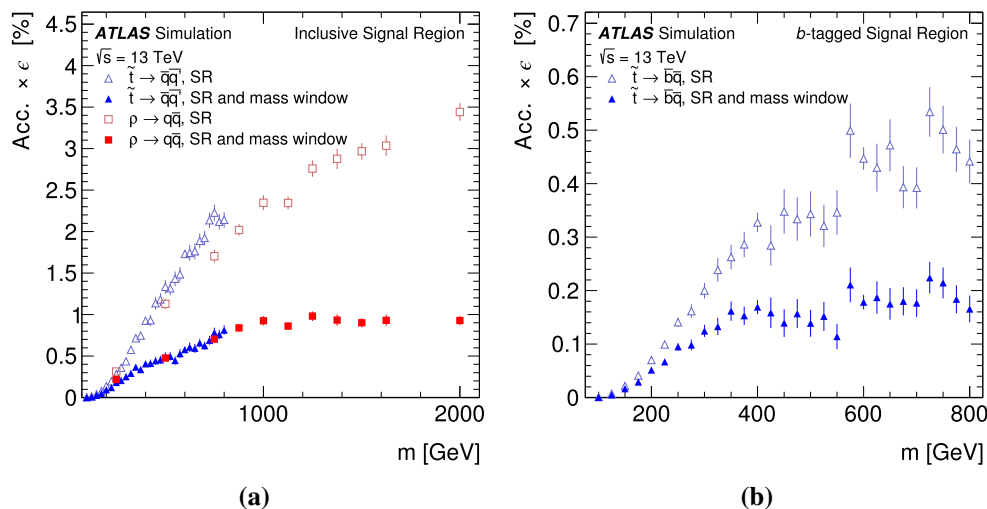 Acc. × ϵ [%]
ATLAS Simulation Inclusive Signal Region
√s = 13 TeV
t̃ → q̅q̅', SR
t̃ → q̅q̅', SR and mass window
ρ → qq̅, SR
ρ → qq̅, SR and mass window
4.5
4
3.5
3
2.5
2
1.5
1
0.5
0
1000 2000
m [GeV]
(a)
Acc. × ϵ [%]
ATLAS Simulation b-tagged Signal Region
√s = 13 TeV
t̃ → b̅q̅, SR
t̃ → b̅q̅, SR and mass window
0.7
0.6
0.5
0.4
0.3
0.2
0.1
0
200 400 600 800
m [GeV]
(b)